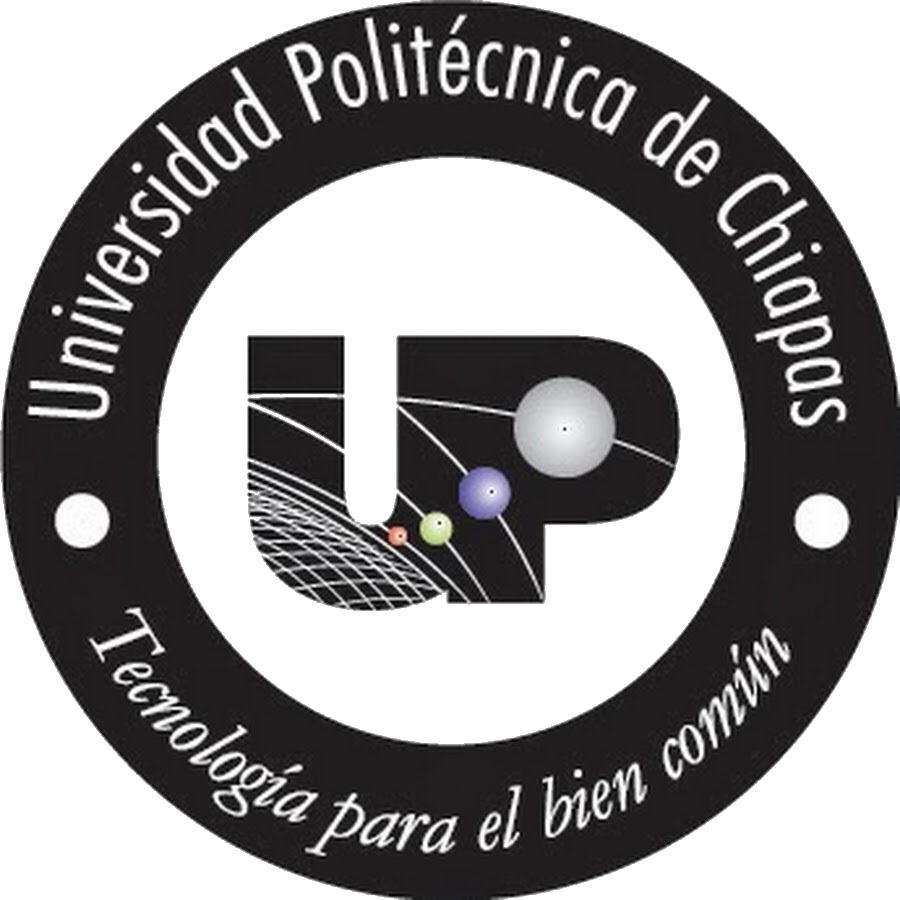 Universidad Politécnica de Chiapas
UP
Tecnología para el bien común